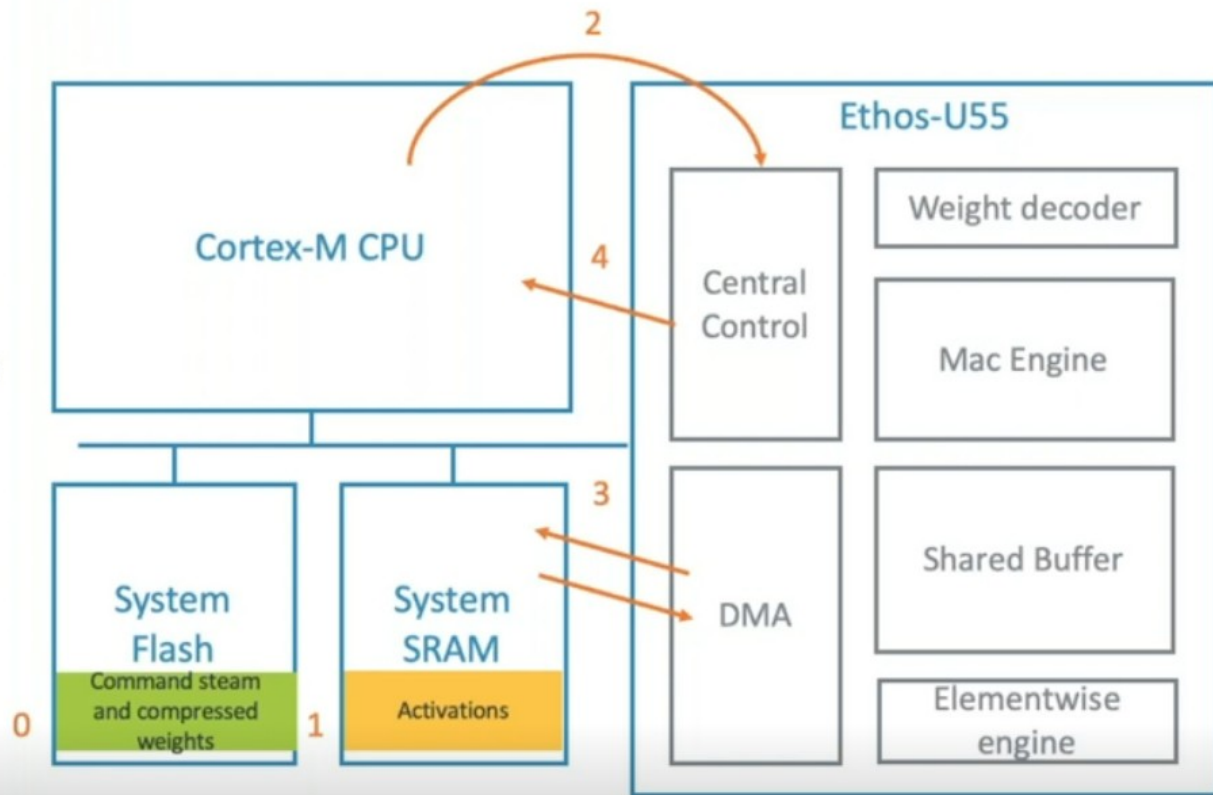 2
Ethos-U55
Cortex-M CPU
4
Central
Control
Weight decoder
Mac Engine
3
System
Flash
Command steam
and compressed
weights
0
System
SRAM
Activations
1
DMA
Shared Buffer
Elementwise
engine